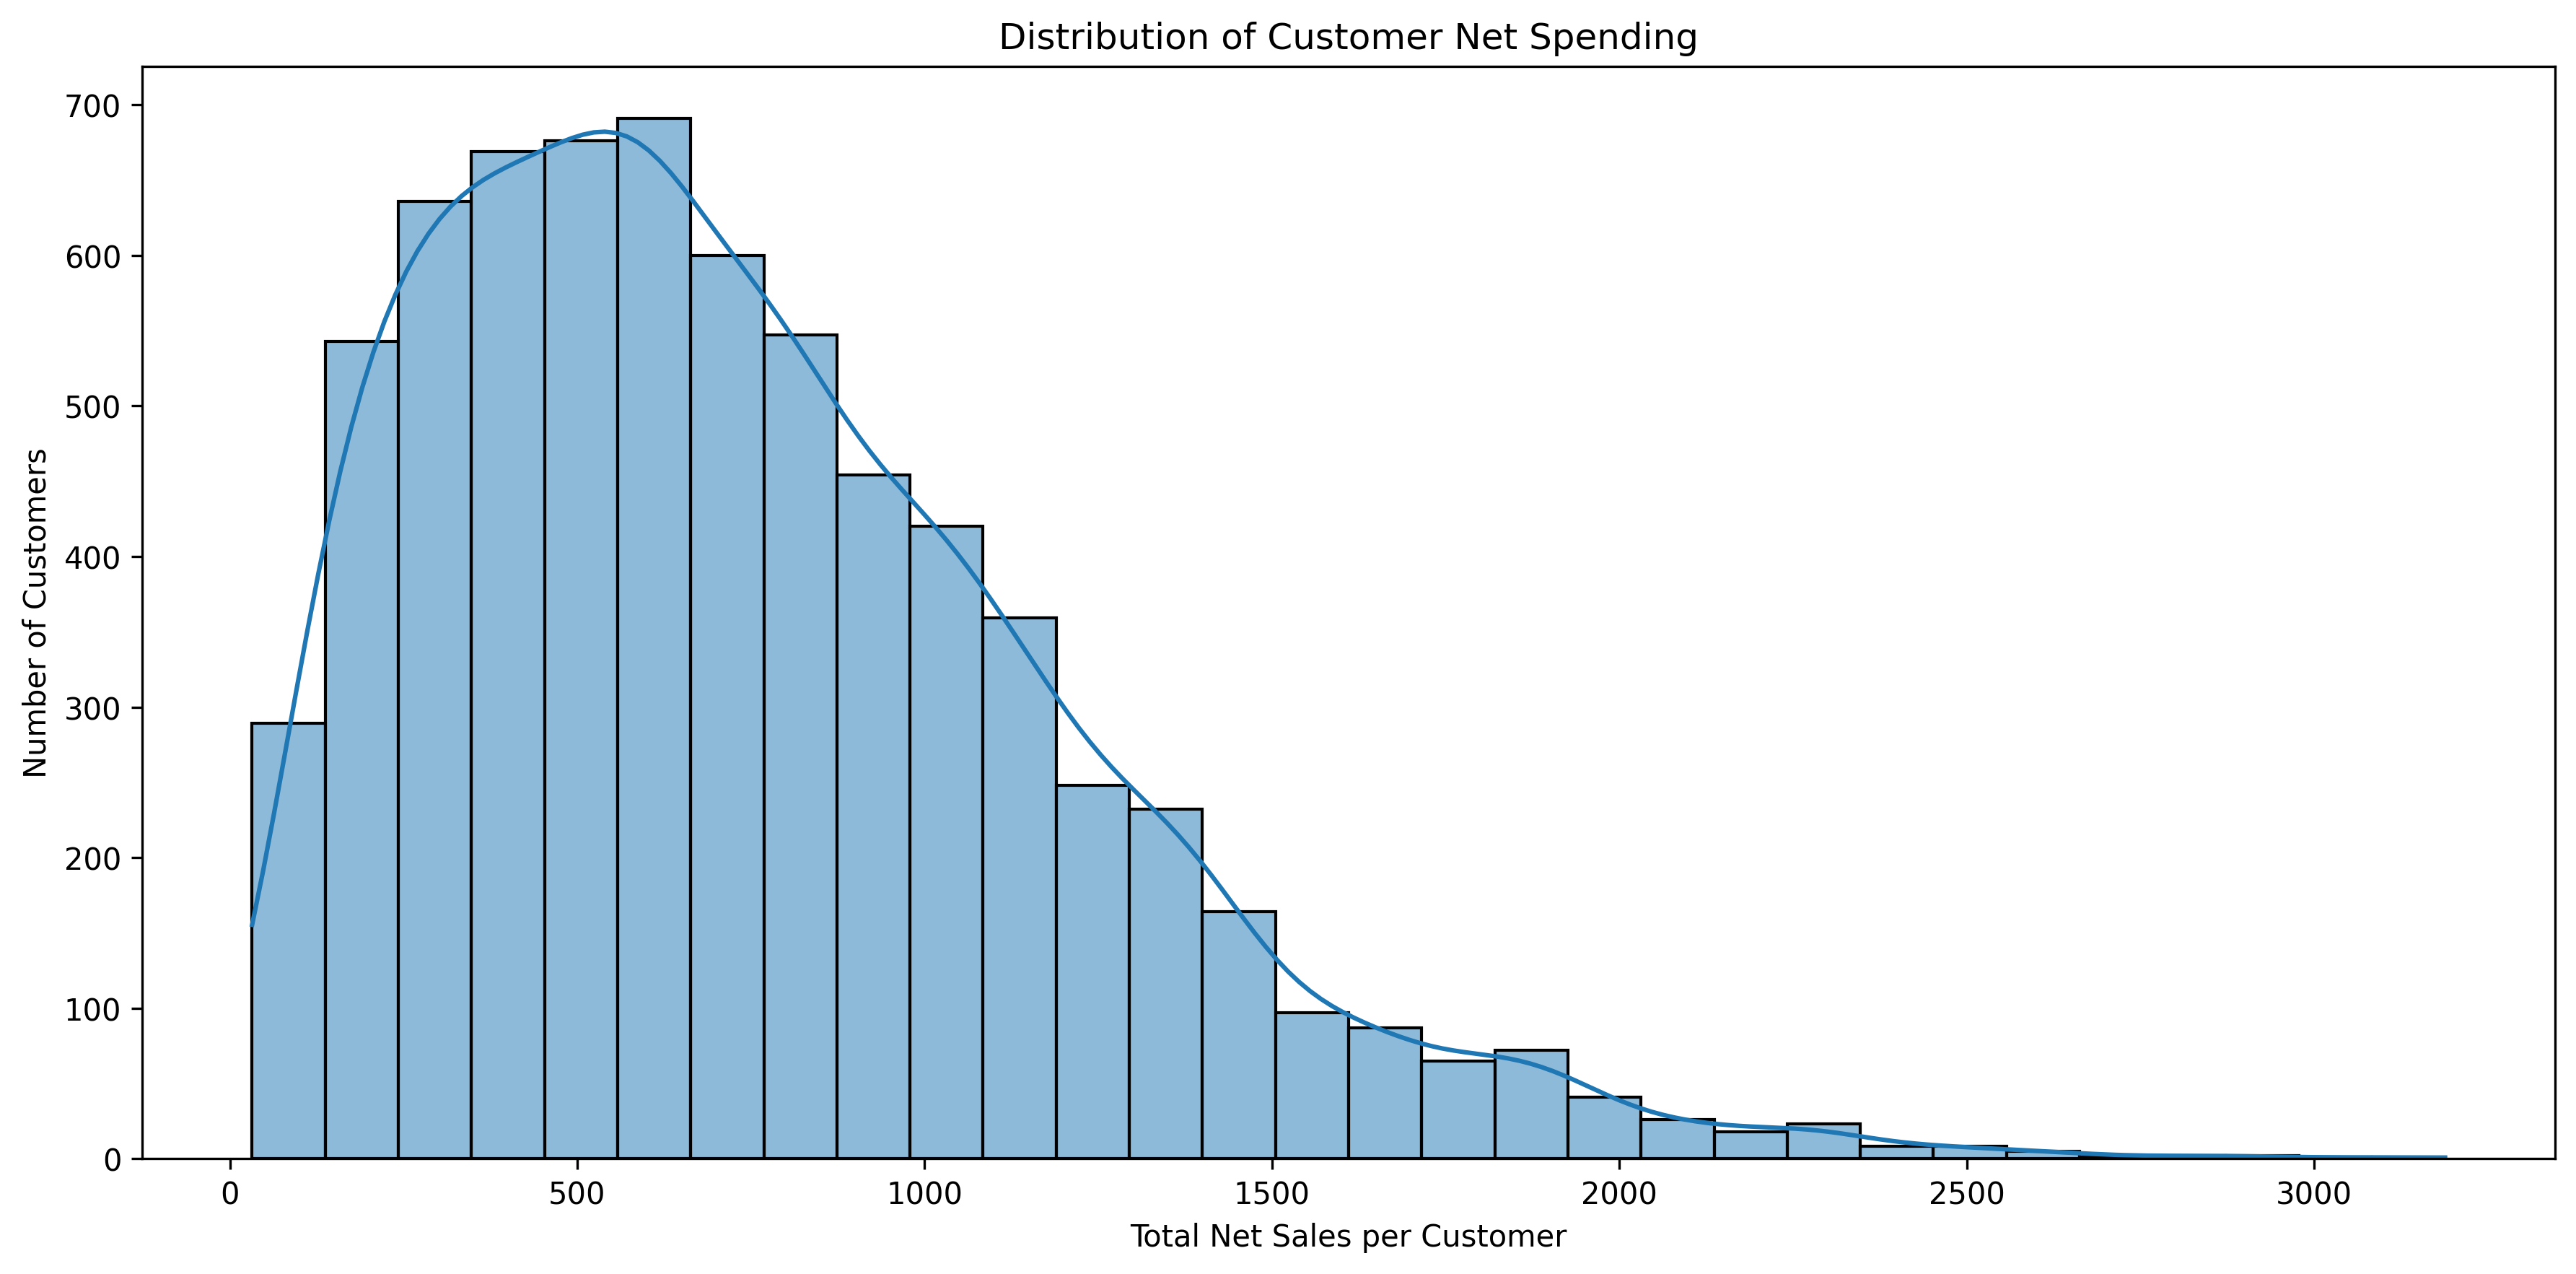 Distribution of Customer Net Spending
700
600
500
400
300
200
100
0
Number of Customers
0 500 1000 1500 2000 2500 3000
Total Net Sales per Customer